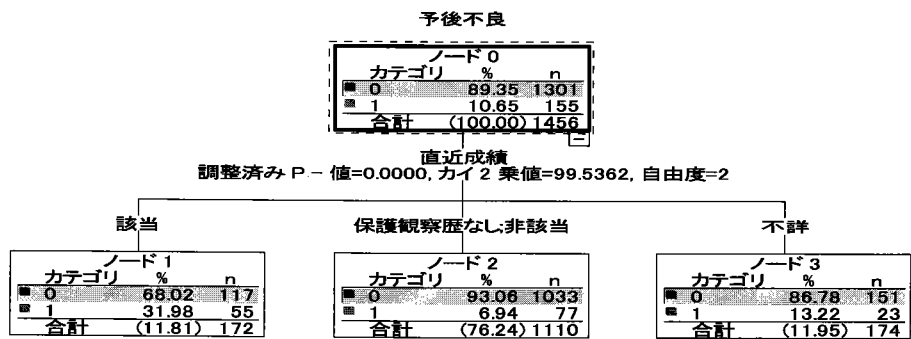 予後不良
ノード 0
カテゴリ % n
0 89.35 1301
1 10.65 155
合計 (100.00) 1456
直近成績
調整済み P－値=0.0000, カイ 2 乗値=99.5362, 自由度=2
該当 保護観察歴なし;非該当 不詳
ノード 1
カテゴリ % n
0 68.02 117
1 31.98 55
合計 (11.81) 172
ノード 2
カテゴリ % n
0 93.06 1033
1 6.94 77
合計 (76.24) 1110
ノード 3
カテゴリ % n
0 86.78 151
1 13.22 23
合計 (11.95) 174